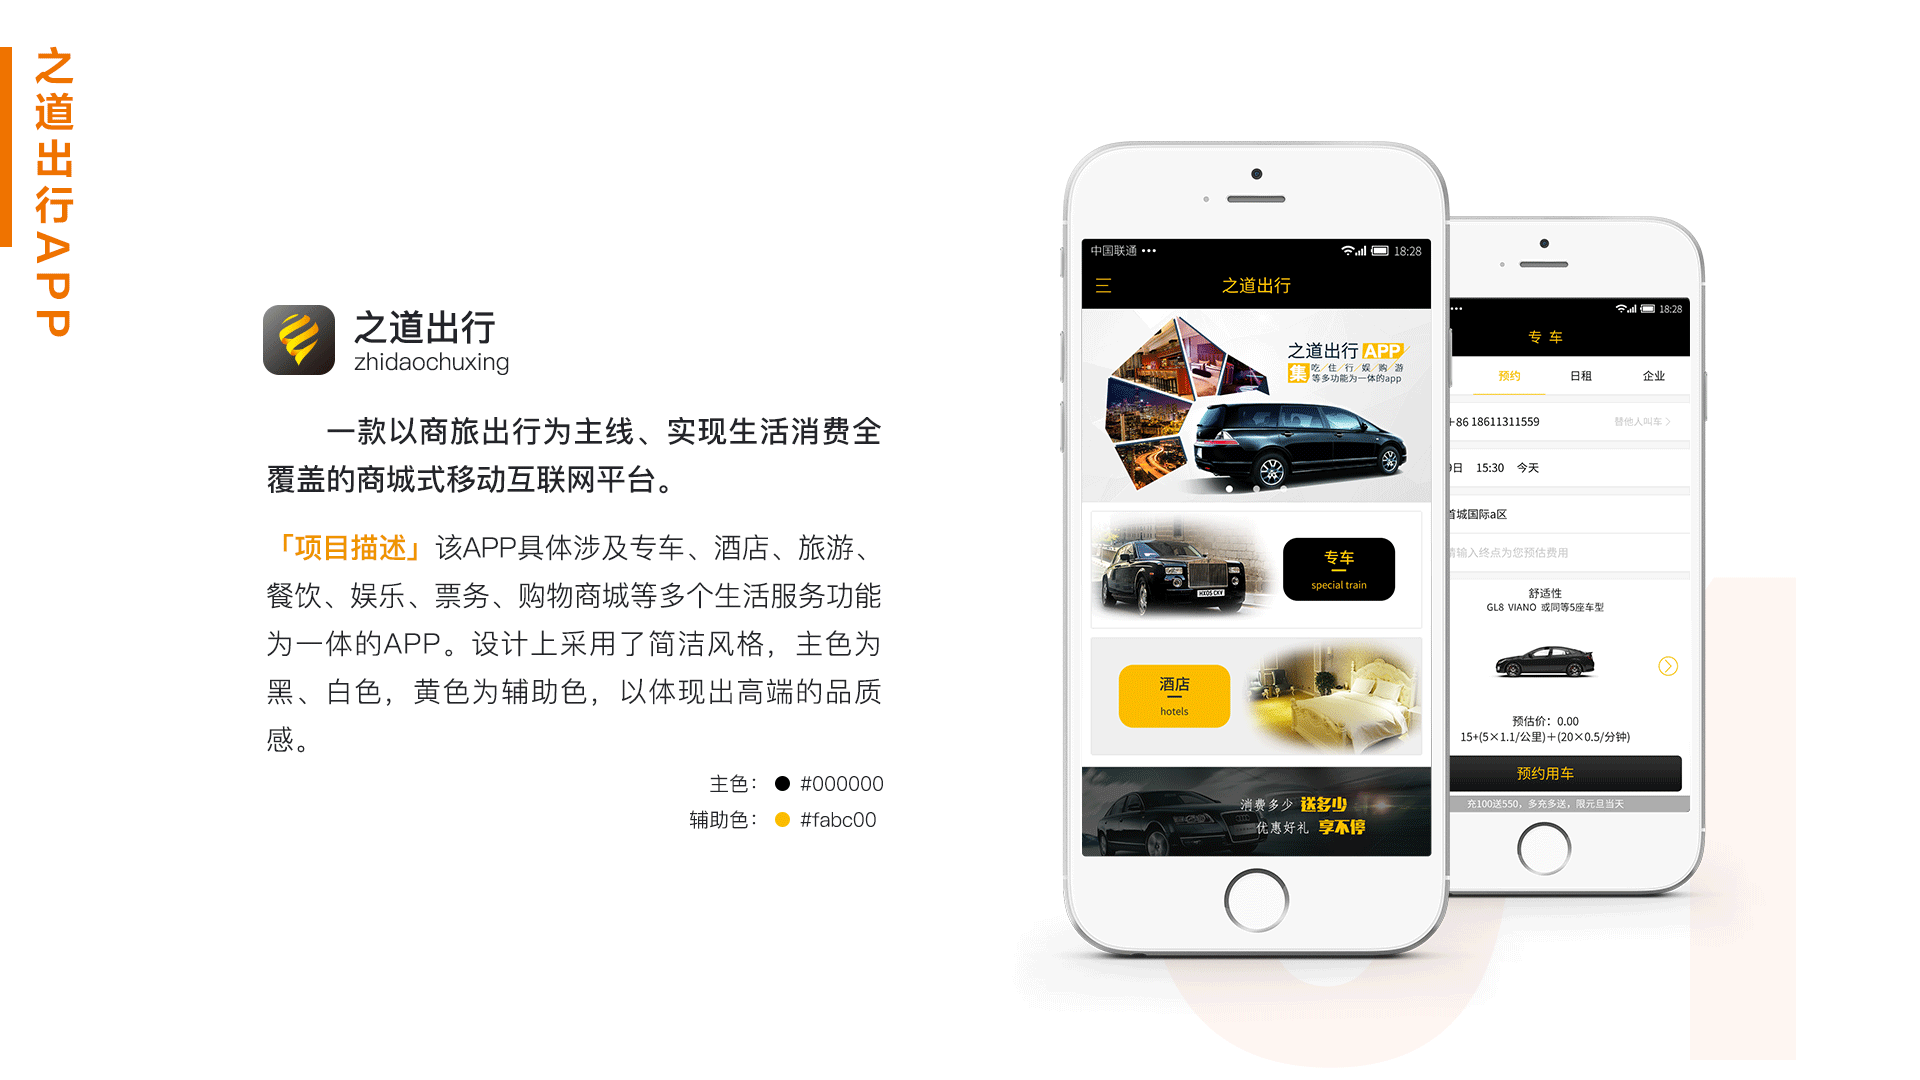 之道出行APP
之道出行
zhidaochuxing
一款以商旅出行为主线、实现生活消费全
覆盖的商城式移动互联网平台。
「项目描述」该APP具体涉及专车、酒店、旅游、
餐饮、娱乐、票务、购物商城等多个生活服务功能
为一体的APP。设计上采用了简洁风格，主色为
黑、白色，黄色为辅助色，以体现出高端的品质
感。
主色： #000000
辅助色： #fabc00
中国联通 18:28
之道出行
之道出行APP
集 吃／住／行／娱／购／游
等多功能为一体的app
HX05 CKV
专车
special train
酒店
hotels
消费多少 送多少
优惠好礼 享不停
18:28
专 车
预约 日租 企业
+86 18611311559 替他人叫车
9日 15:30 今天
首城国际a区
请输入终点为您预估费用
舒适性
GL8 VIANO 或同等5座车型
预估价：0.00
15+(5×1.1/公里)＋(20×0.5/分钟)
预约用车
充100送550，多充多送，限元旦当天
01